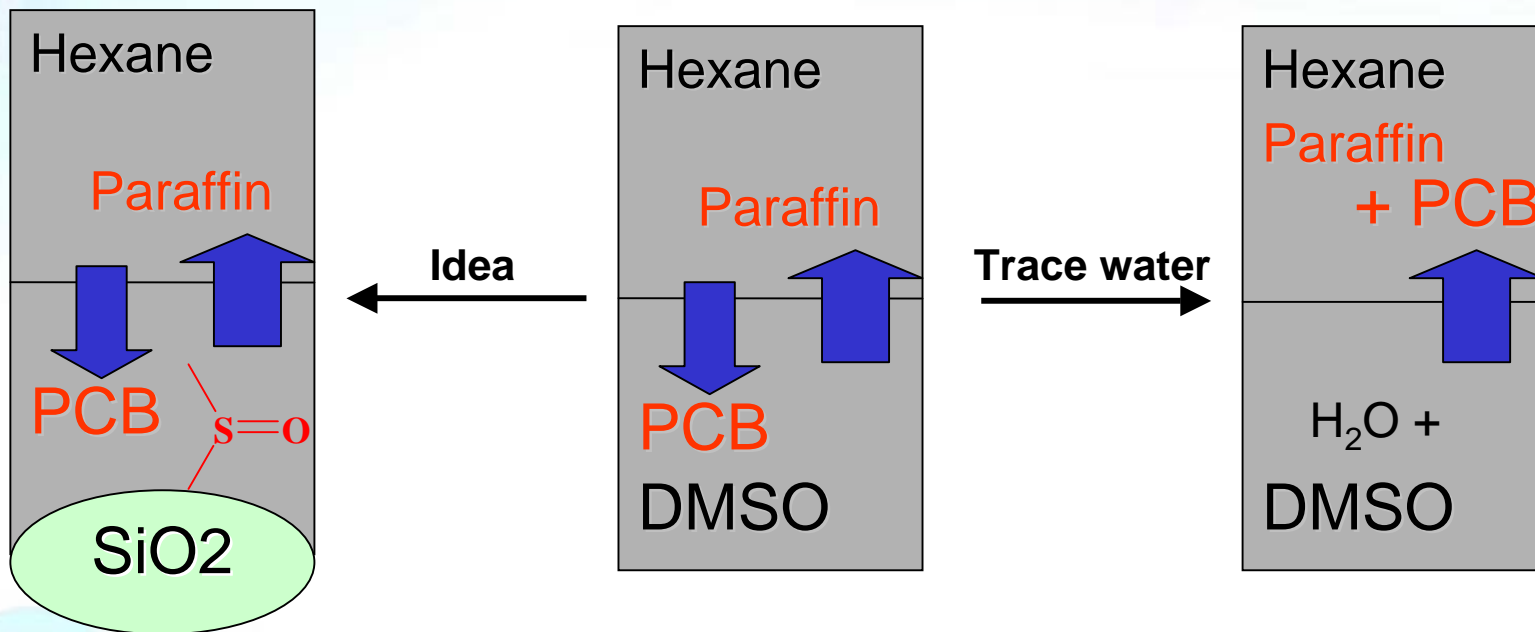 Hexane
Paraffin
PCB
S=O
SiO2
Idea
Hexane
Paraffin
PCB
DMSO
Trace water
Hexane
Paraffin
+ PCB
H₂O +
DMSO